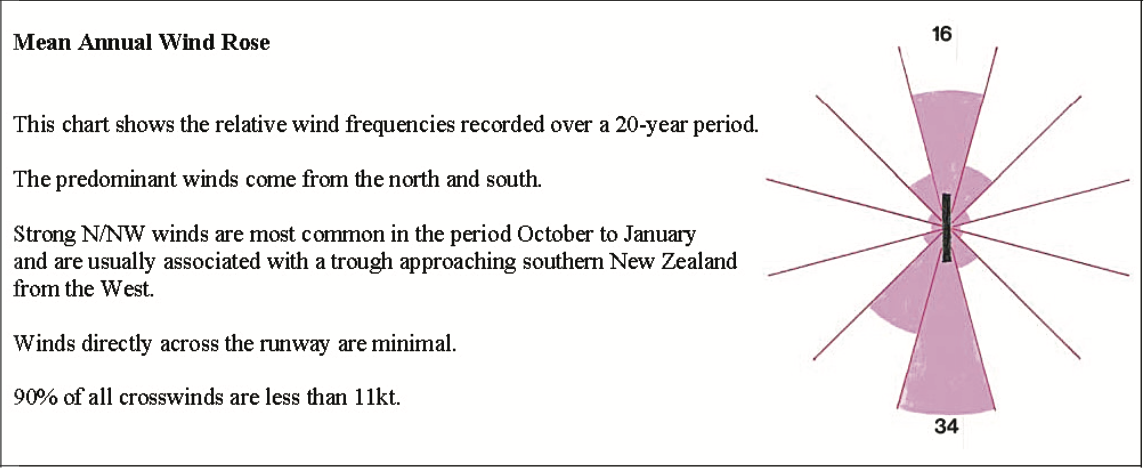 Mean Annual Wind Rose
16
This chart shows the relative wind frequencies recorded over a 20-year period.
The predominant winds come from the north and south.
Strong N/NW winds are most common in the period October to January
and are usually associated with a trough approaching southern New Zealand
from the West.
Winds directly across the runway are minimal.
90% of all crosswinds are less than 11kt.
34